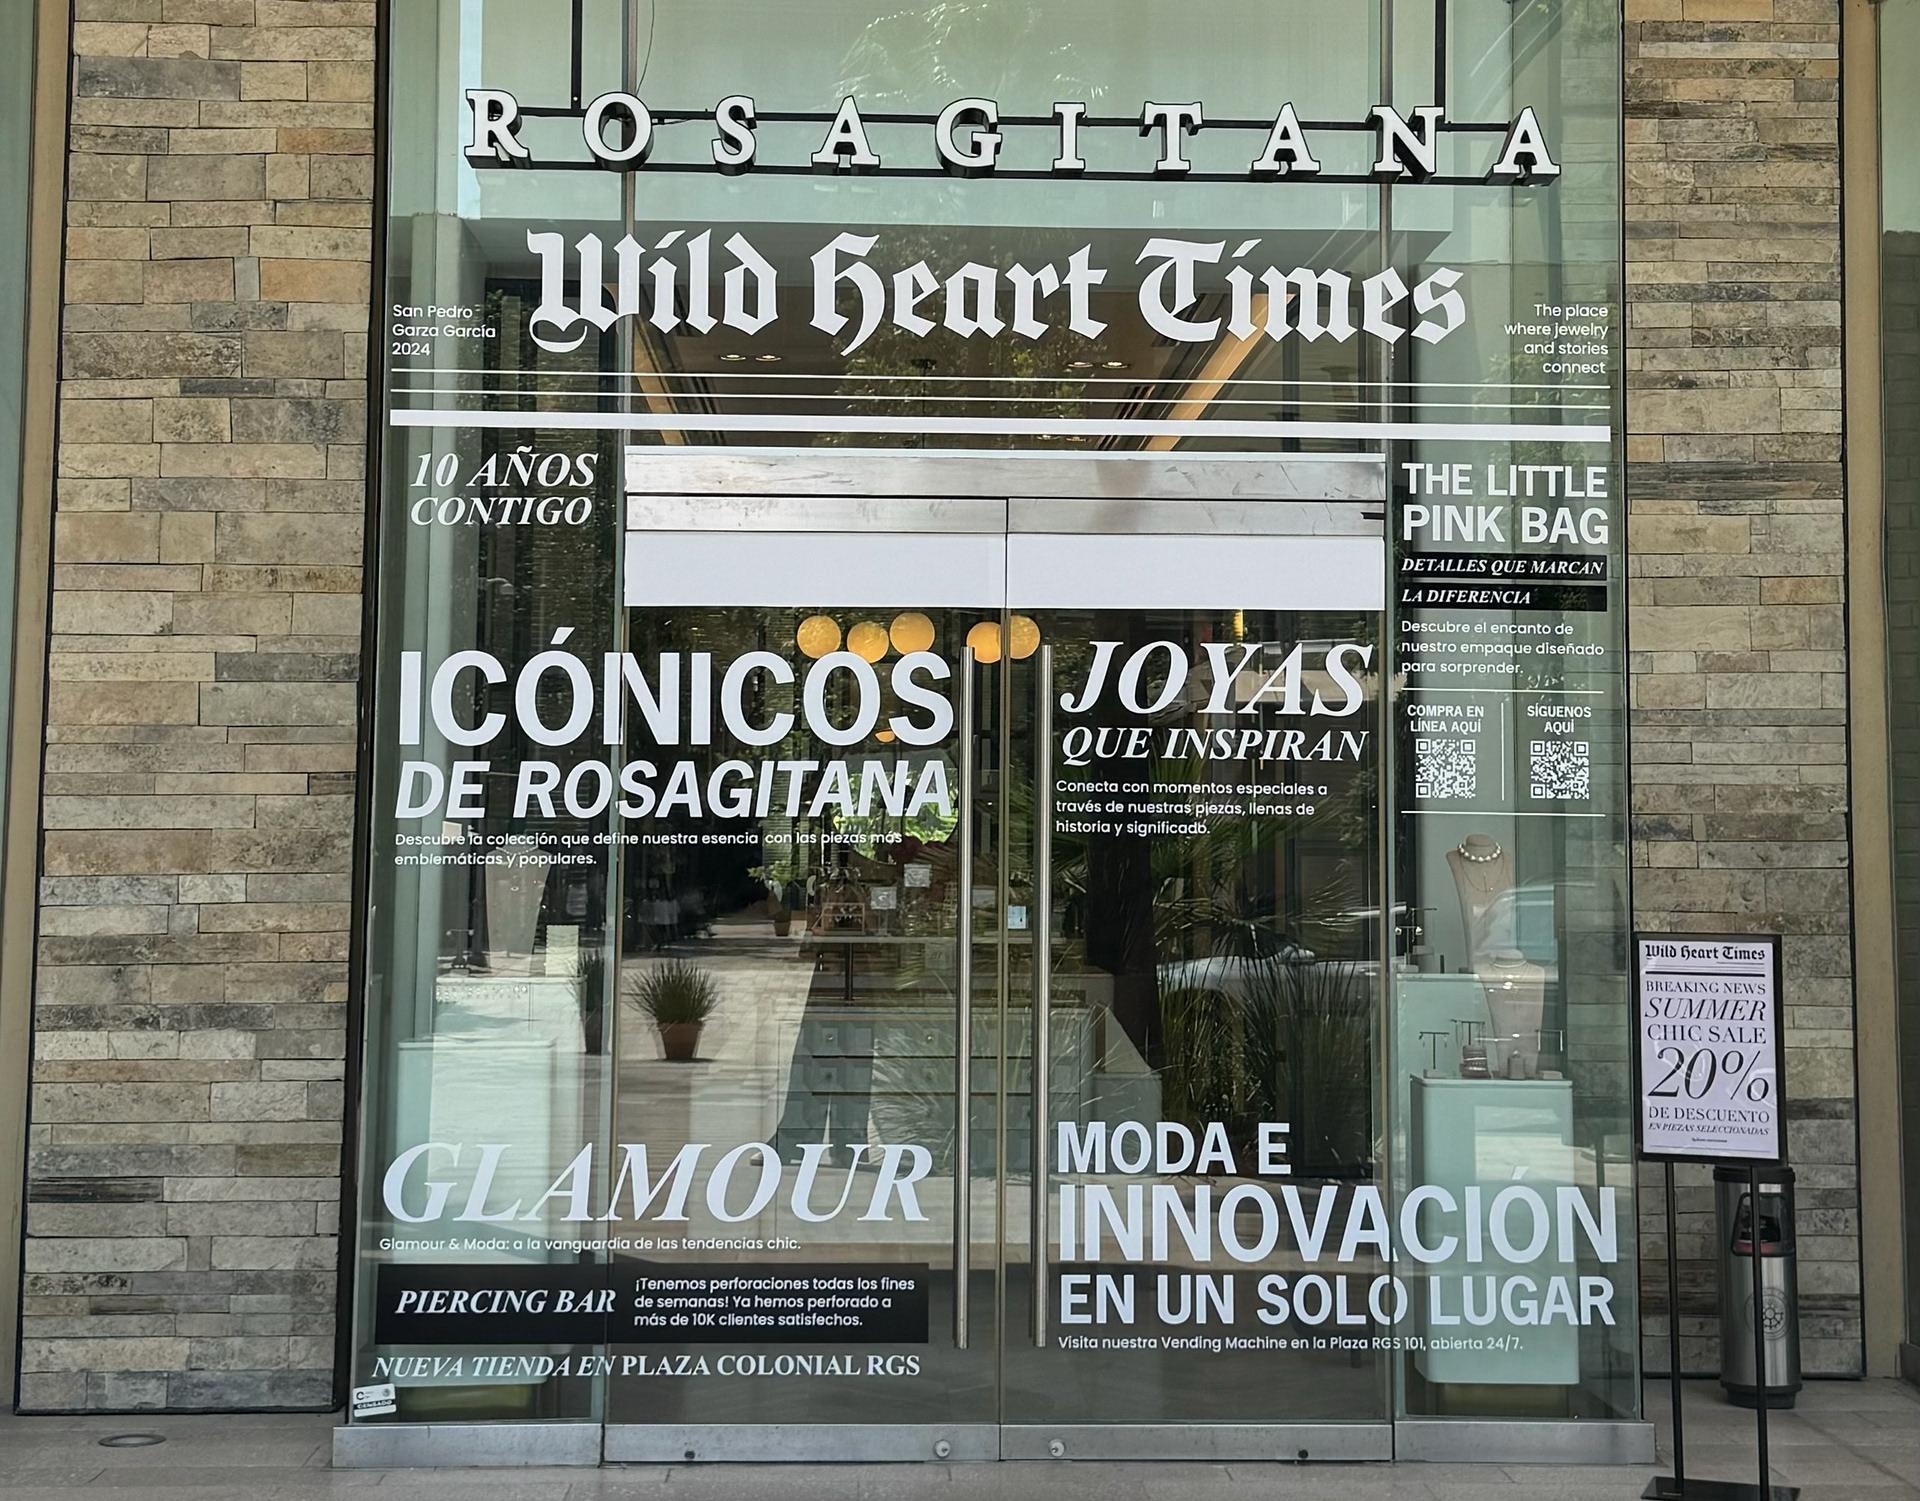 ROSAGITANA
San Pedro
Garza García
2024
Wild Heart Times
The place
where jewelry
and stories
connect
10 AÑOS
CONTIGO
ICÓNICOS
DE ROSAGITANA
Descubre la colección que define nuestra esencia con las piezas más
emblemáticas y populares.
JOYAS
QUE INSPIRAN
Conecta con momentos especiales a
través de nuestras piezas, llenas de
historia y significado.
THE LITTLE
PINK BAG
DETALLES QUE MARCAN
LA DIFERENCIA
Descubre el encanto de
nuestro empaque diseñado
para sorprender.
COMPRA EN
LÍNEA AQUÍ
SÍGUENOS
AQUÍ
GLAMOUR
Glamour & Moda: a la vanguardia de las tendencias chic.
PIERCING BAR
¡Tenemos perforaciones todas los fines
de semanas! Ya hemos perforado a
más de 10K clientes satisfechos.
NUEVA TIENDA EN PLAZA COLONIAL RGS
MODA E
INNOVACIÓN
EN UN SOLO LUGAR
Visita nuestra Vending Machine en la Plaza RGS 101, abierta 24/7.
Wild Heart Times
BREAKING NEWS
SUMMER
CHIC SALE
20%
DE DESCUENTO
EN PIEZAS SELECCIONADAS
CENSADO